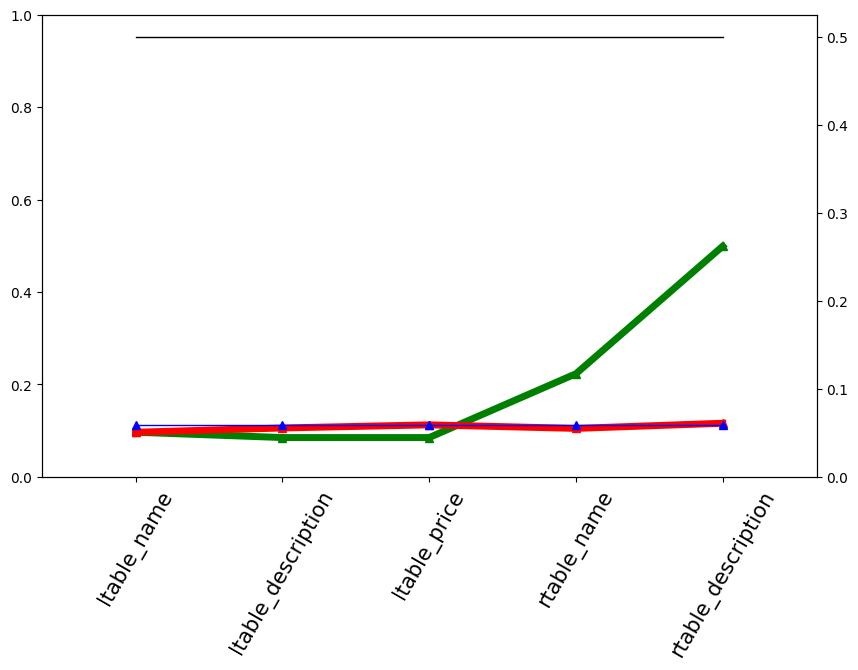 1.0
0.8
0.6
0.4
0.2
0.0
0.5
0.4
0.3
0.2
0.1
0.0
ltable_name
ltable_description
ltable_price
rtable_name
rtable_description